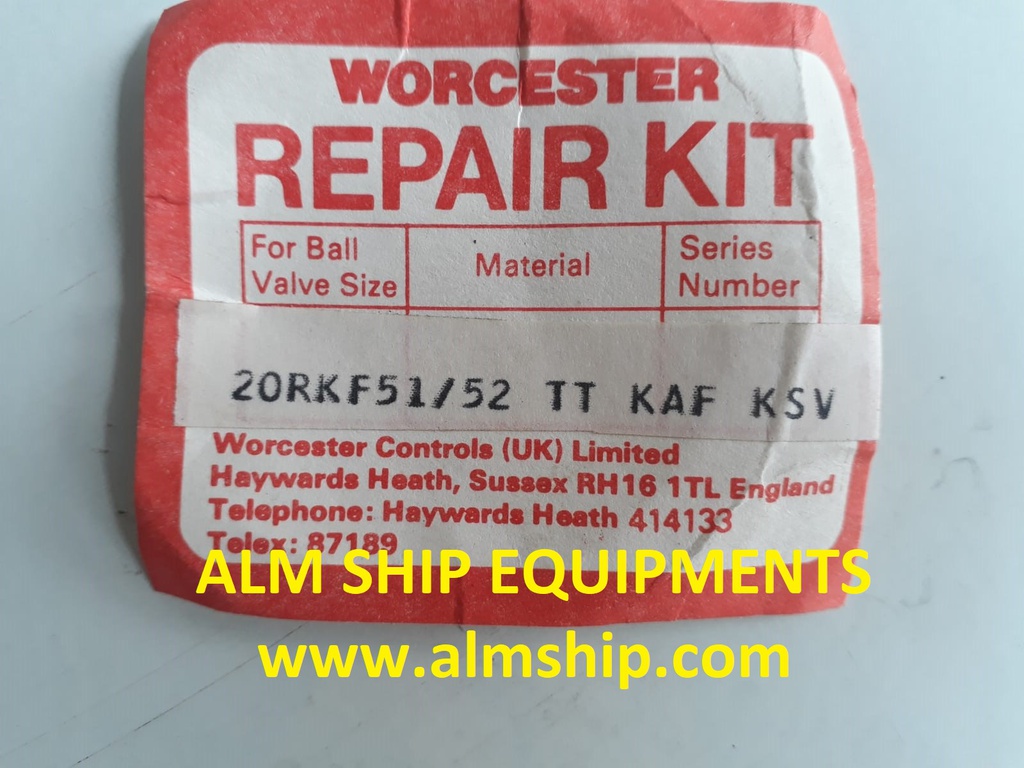 WORCESTER
REPAIR KIT
For Ball Valve Size
Material
Series Number
20RKF51/52 TT KAF KSV
Worcester Controls (UK) Limited
Haywards Heath, Sussex RH16 1TL England
Telephone: Haywards Heath 414133
Telex: 87189
ALM SHIP EQUIPMENTS
www.almship.com